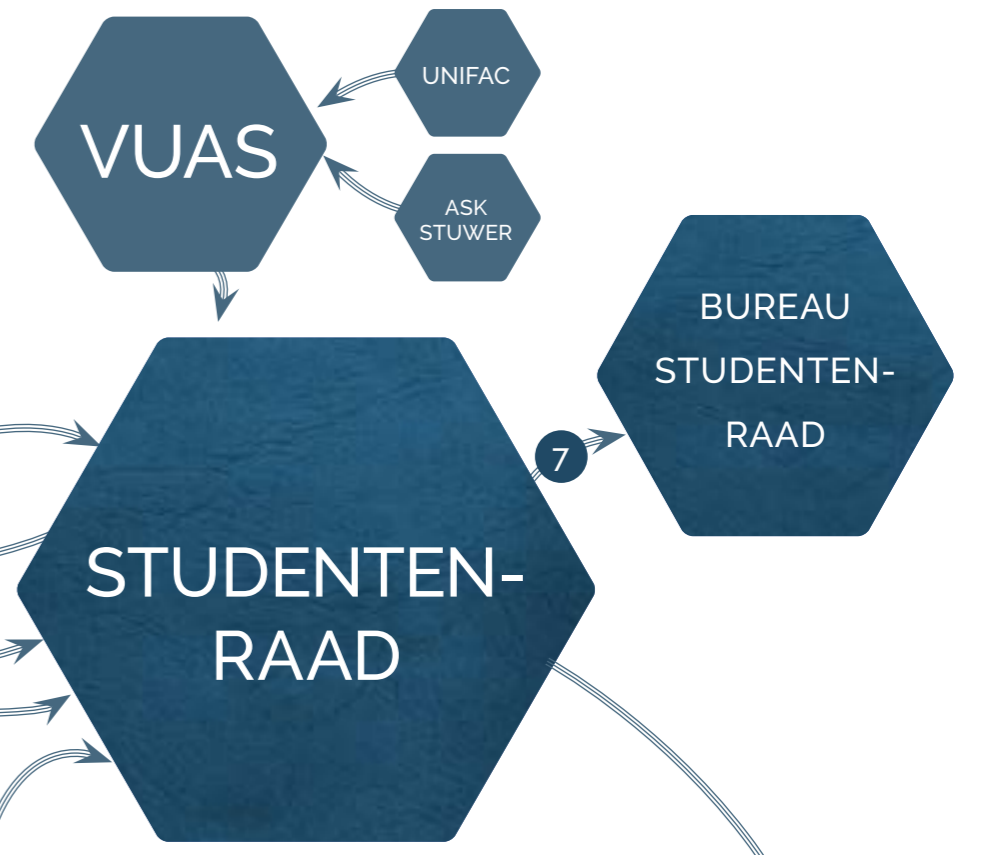 VUAS
UNIFAC
ASK
STUWER
BUREAU
STUDENTEN-
RAAD
7
STUDENTEN-
RAAD